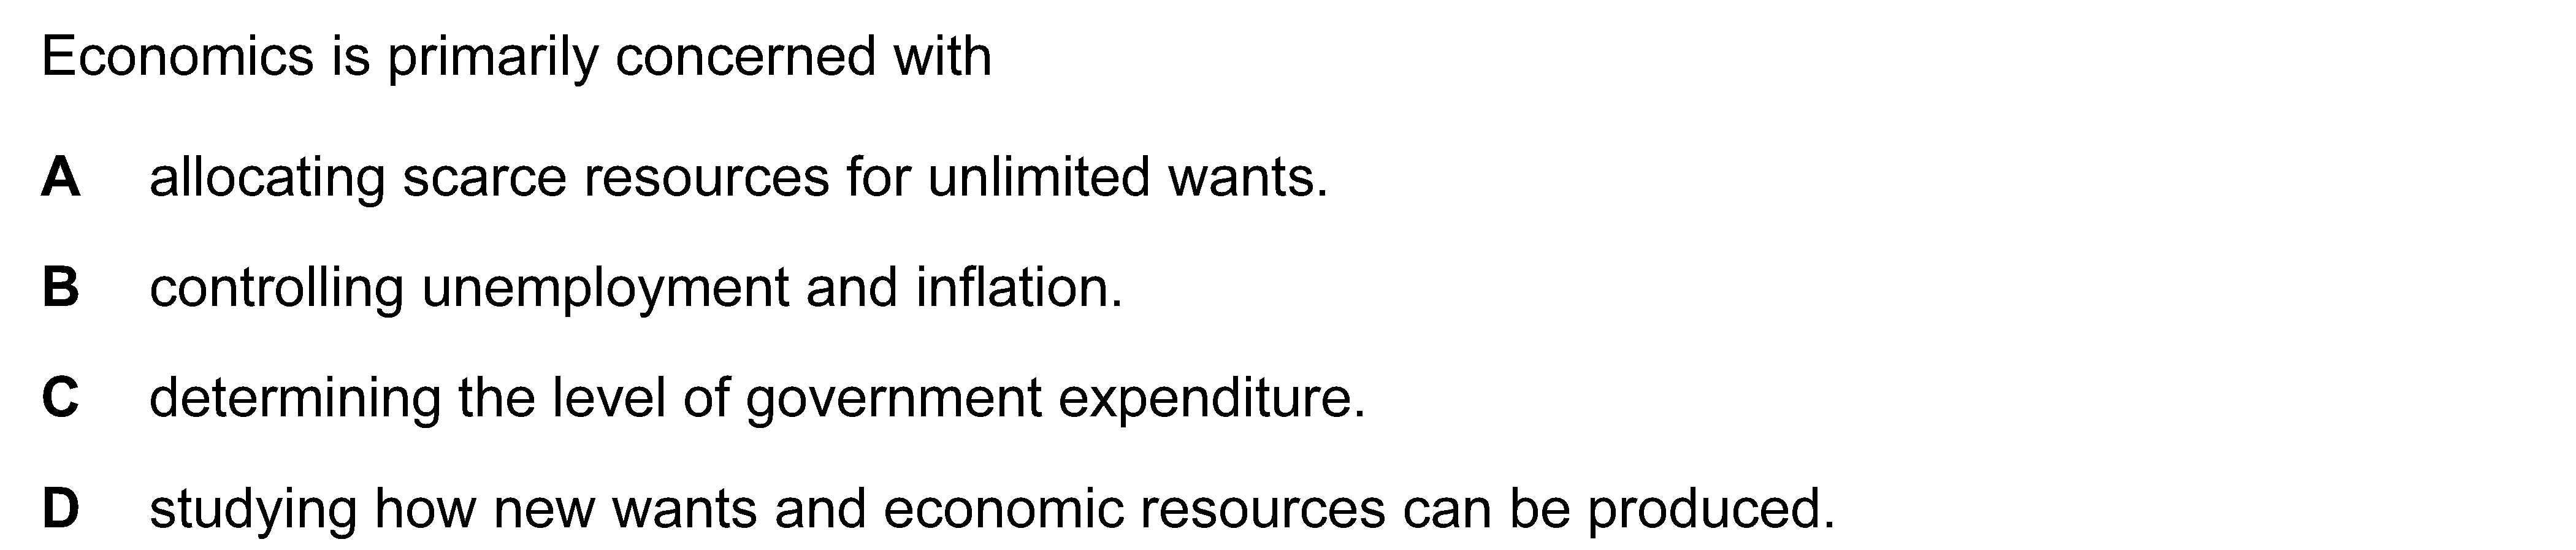 Economics is primarily concerned with
A allocating scarce resources for unlimited wants.
B controlling unemployment and inflation.
C determining the level of government expenditure.
D studying how new wants and economic resources can be produced.